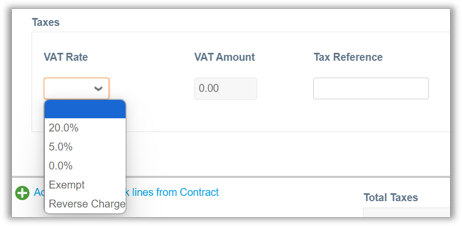 Taxes
VAT Rate VAT Amount Tax Reference
0.00
20.0%
5.0%
0.0%
Exempt
Reverse Charge
lines from Contract
Total Taxes